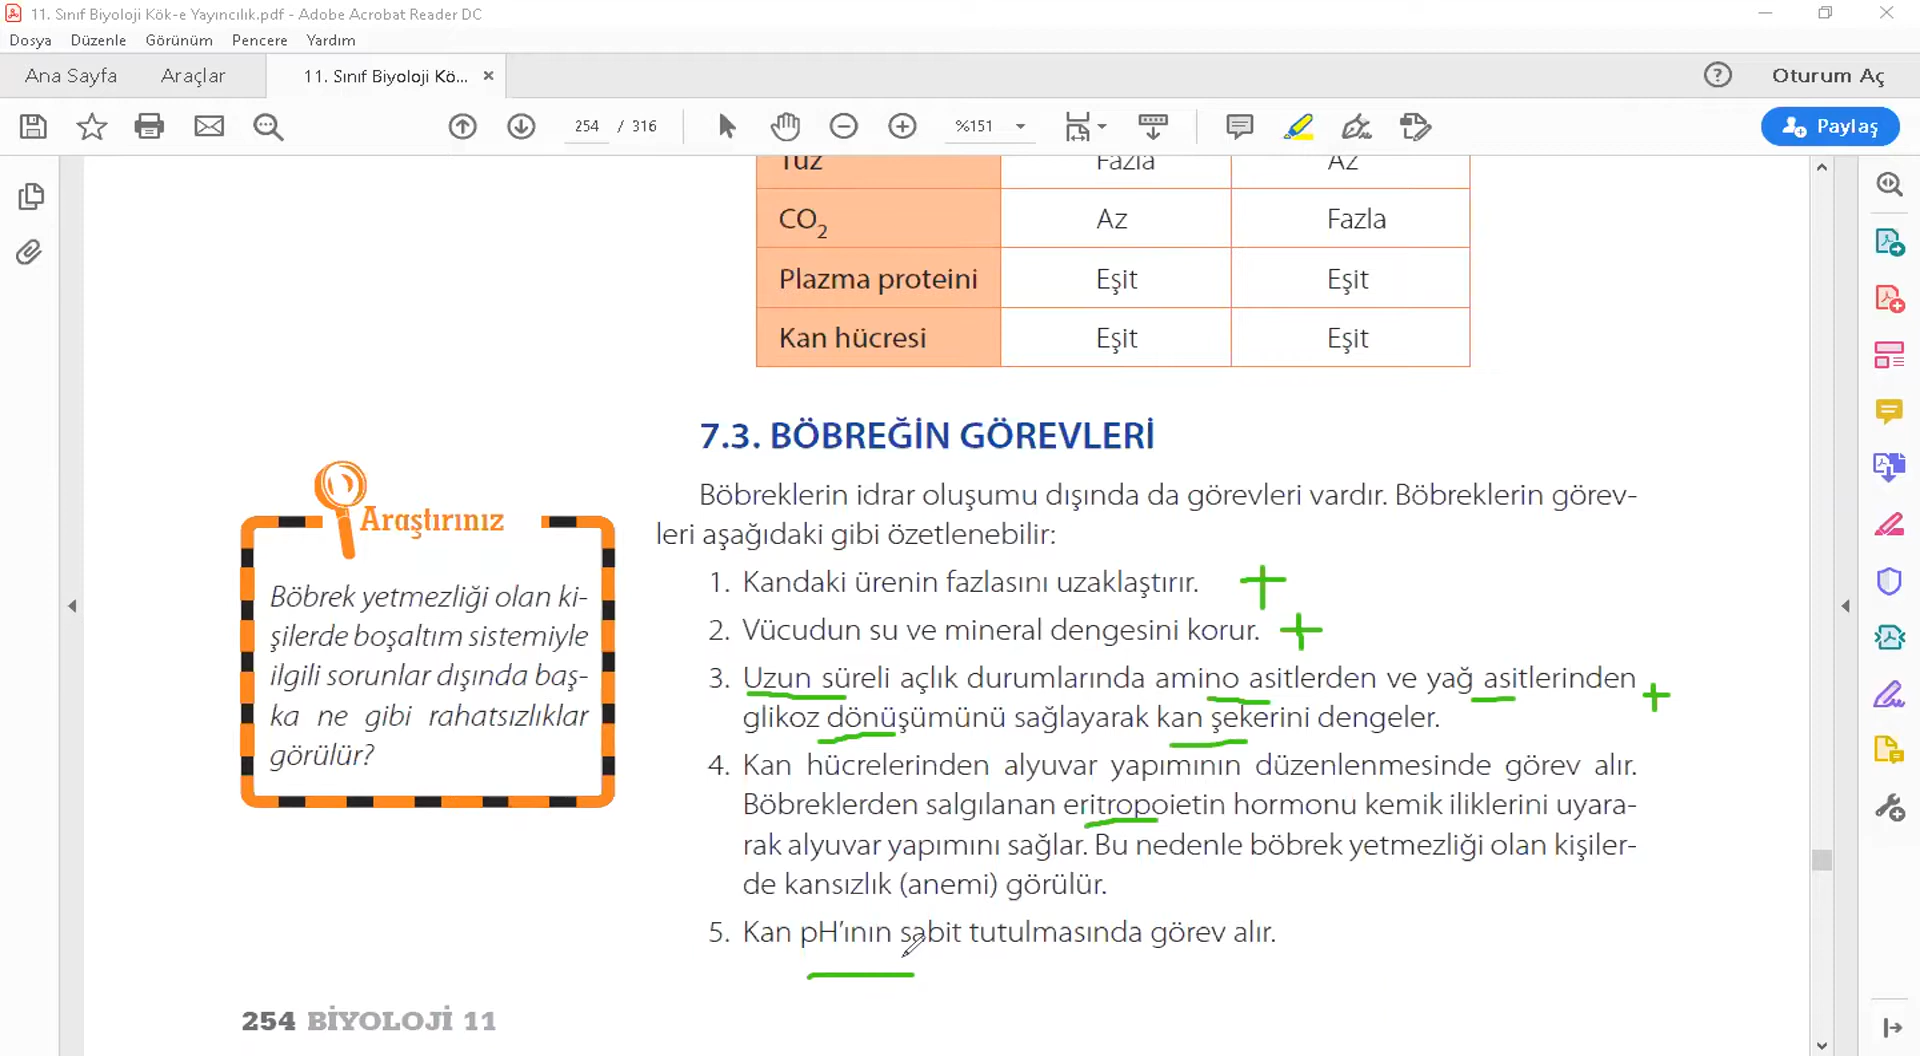 11. Sınıf Biyoloji Kök-e Yayıncılık.pdf - Adobe Acrobat Reader DC
Dosya Düzenle Görünüm Pencere Yardım
Ana Sayfa Araçlar 11. Sınıf Biyoloji Kö... × Oturum Aç
254 / 316 %151 Paylaş
Tuz Fazla Az
CO2 Az Fazla
Plazma proteini Eşit Eşit
Kan hücresi Eşit Eşit
7.3. BÖBREĞİN GÖREVLERİ
Böbreklerin idrar oluşumu dışında da görevleri vardır. Böbreklerin görev-
leri aşağıdaki gibi özetlenebilir:
1. Kandaki ürenin fazlasını uzaklaştırır.
2. Vücudun su ve mineral dengesini korur.
3. Uzun süreli açlık durumlarında amino asitlerden ve yağ asitlerinden
glikoz dönüşümünü sağlayarak kan şekerini dengeler.
4. Kan hücrelerinden alyuvar yapımının düzenlenmesinde görev alır.
Böbreklerden salgılanan eritropoietin hormonu kemik iliklerini uyara-
rak alyuvar yapımını sağlar. Bu nedenle böbrek yetmezliği olan kişiler-
de kansızlık (anemi) görülür.
5. Kan pH'ının sabit tutulmasında görev alır.
Araştırınız
Böbrek yetmezliği olan ki-
şilerde boşaltım sistemiyle
ilgili sorunlar dışında baş-
ka ne gibi rahatsızlıklar
görülür?
254 BİYOLOJİ 11